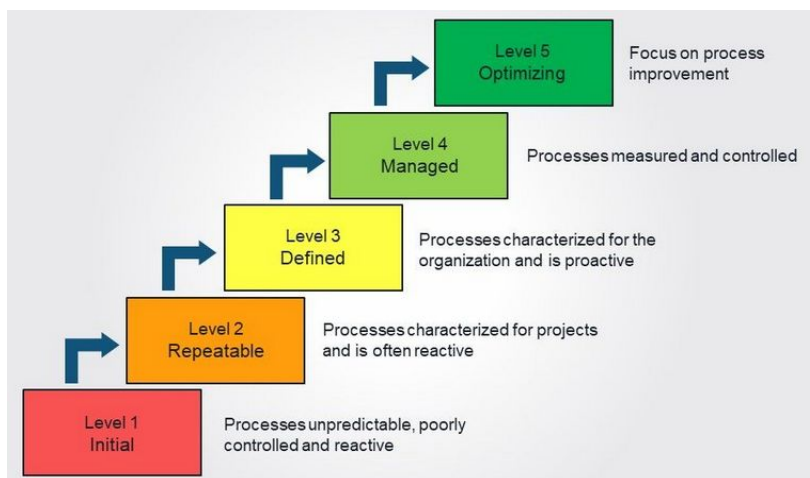 Level 5
Optimizing
Focus on process
improvement
Level 4
Managed
Processes measured and controlled
Level 3
Defined
Processes characterized for the
organization and is proactive
Level 2
Repeatable
Processes characterized for projects
and is often reactive
Level 1
Initial
Processes unpredictable, poorly
controlled and reactive